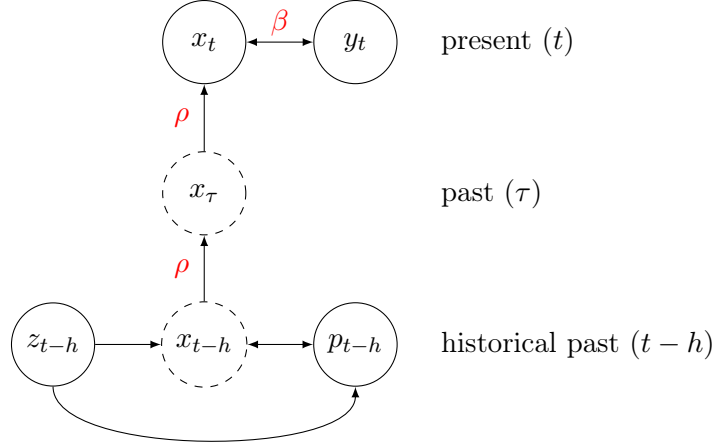 x_t β y_t present (t)
ρ
x_τ past (τ)
ρ
z_{t−h} x_{t−h} p_{t−h} historical past (t − h)